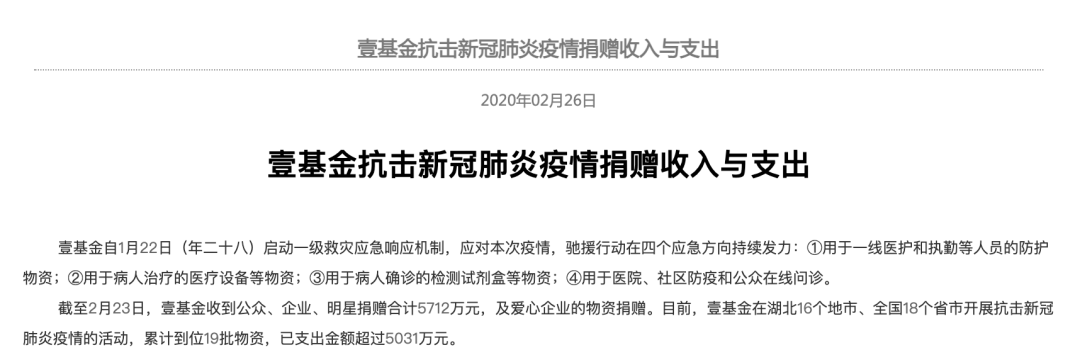 壹基金抗击新冠肺炎疫情捐赠收入与支出
2020年02月26日
壹基金抗击新冠肺炎疫情捐赠收入与支出
壹基金自1月22日（年二十八）启动一级救灾应急响应机制，应对本次疫情，驰援行动在四个应急方向持续发力：①用于一线医护和执勤等人员的防护
物资；②用于病人治疗的医疗设备等物资；③用于病人确诊的检测试剂盒等物资；④用于医院、社区防疫和公众在线问诊。
截至2月23日，壹基金收到公众、企业、明星捐赠合计5712万元，及爱心企业的物资捐赠。目前，壹基金在湖北16个地市、全国18个省市开展抗击新冠
肺炎疫情的活动，累计到位19批物资，已支出金额超过5031万元。